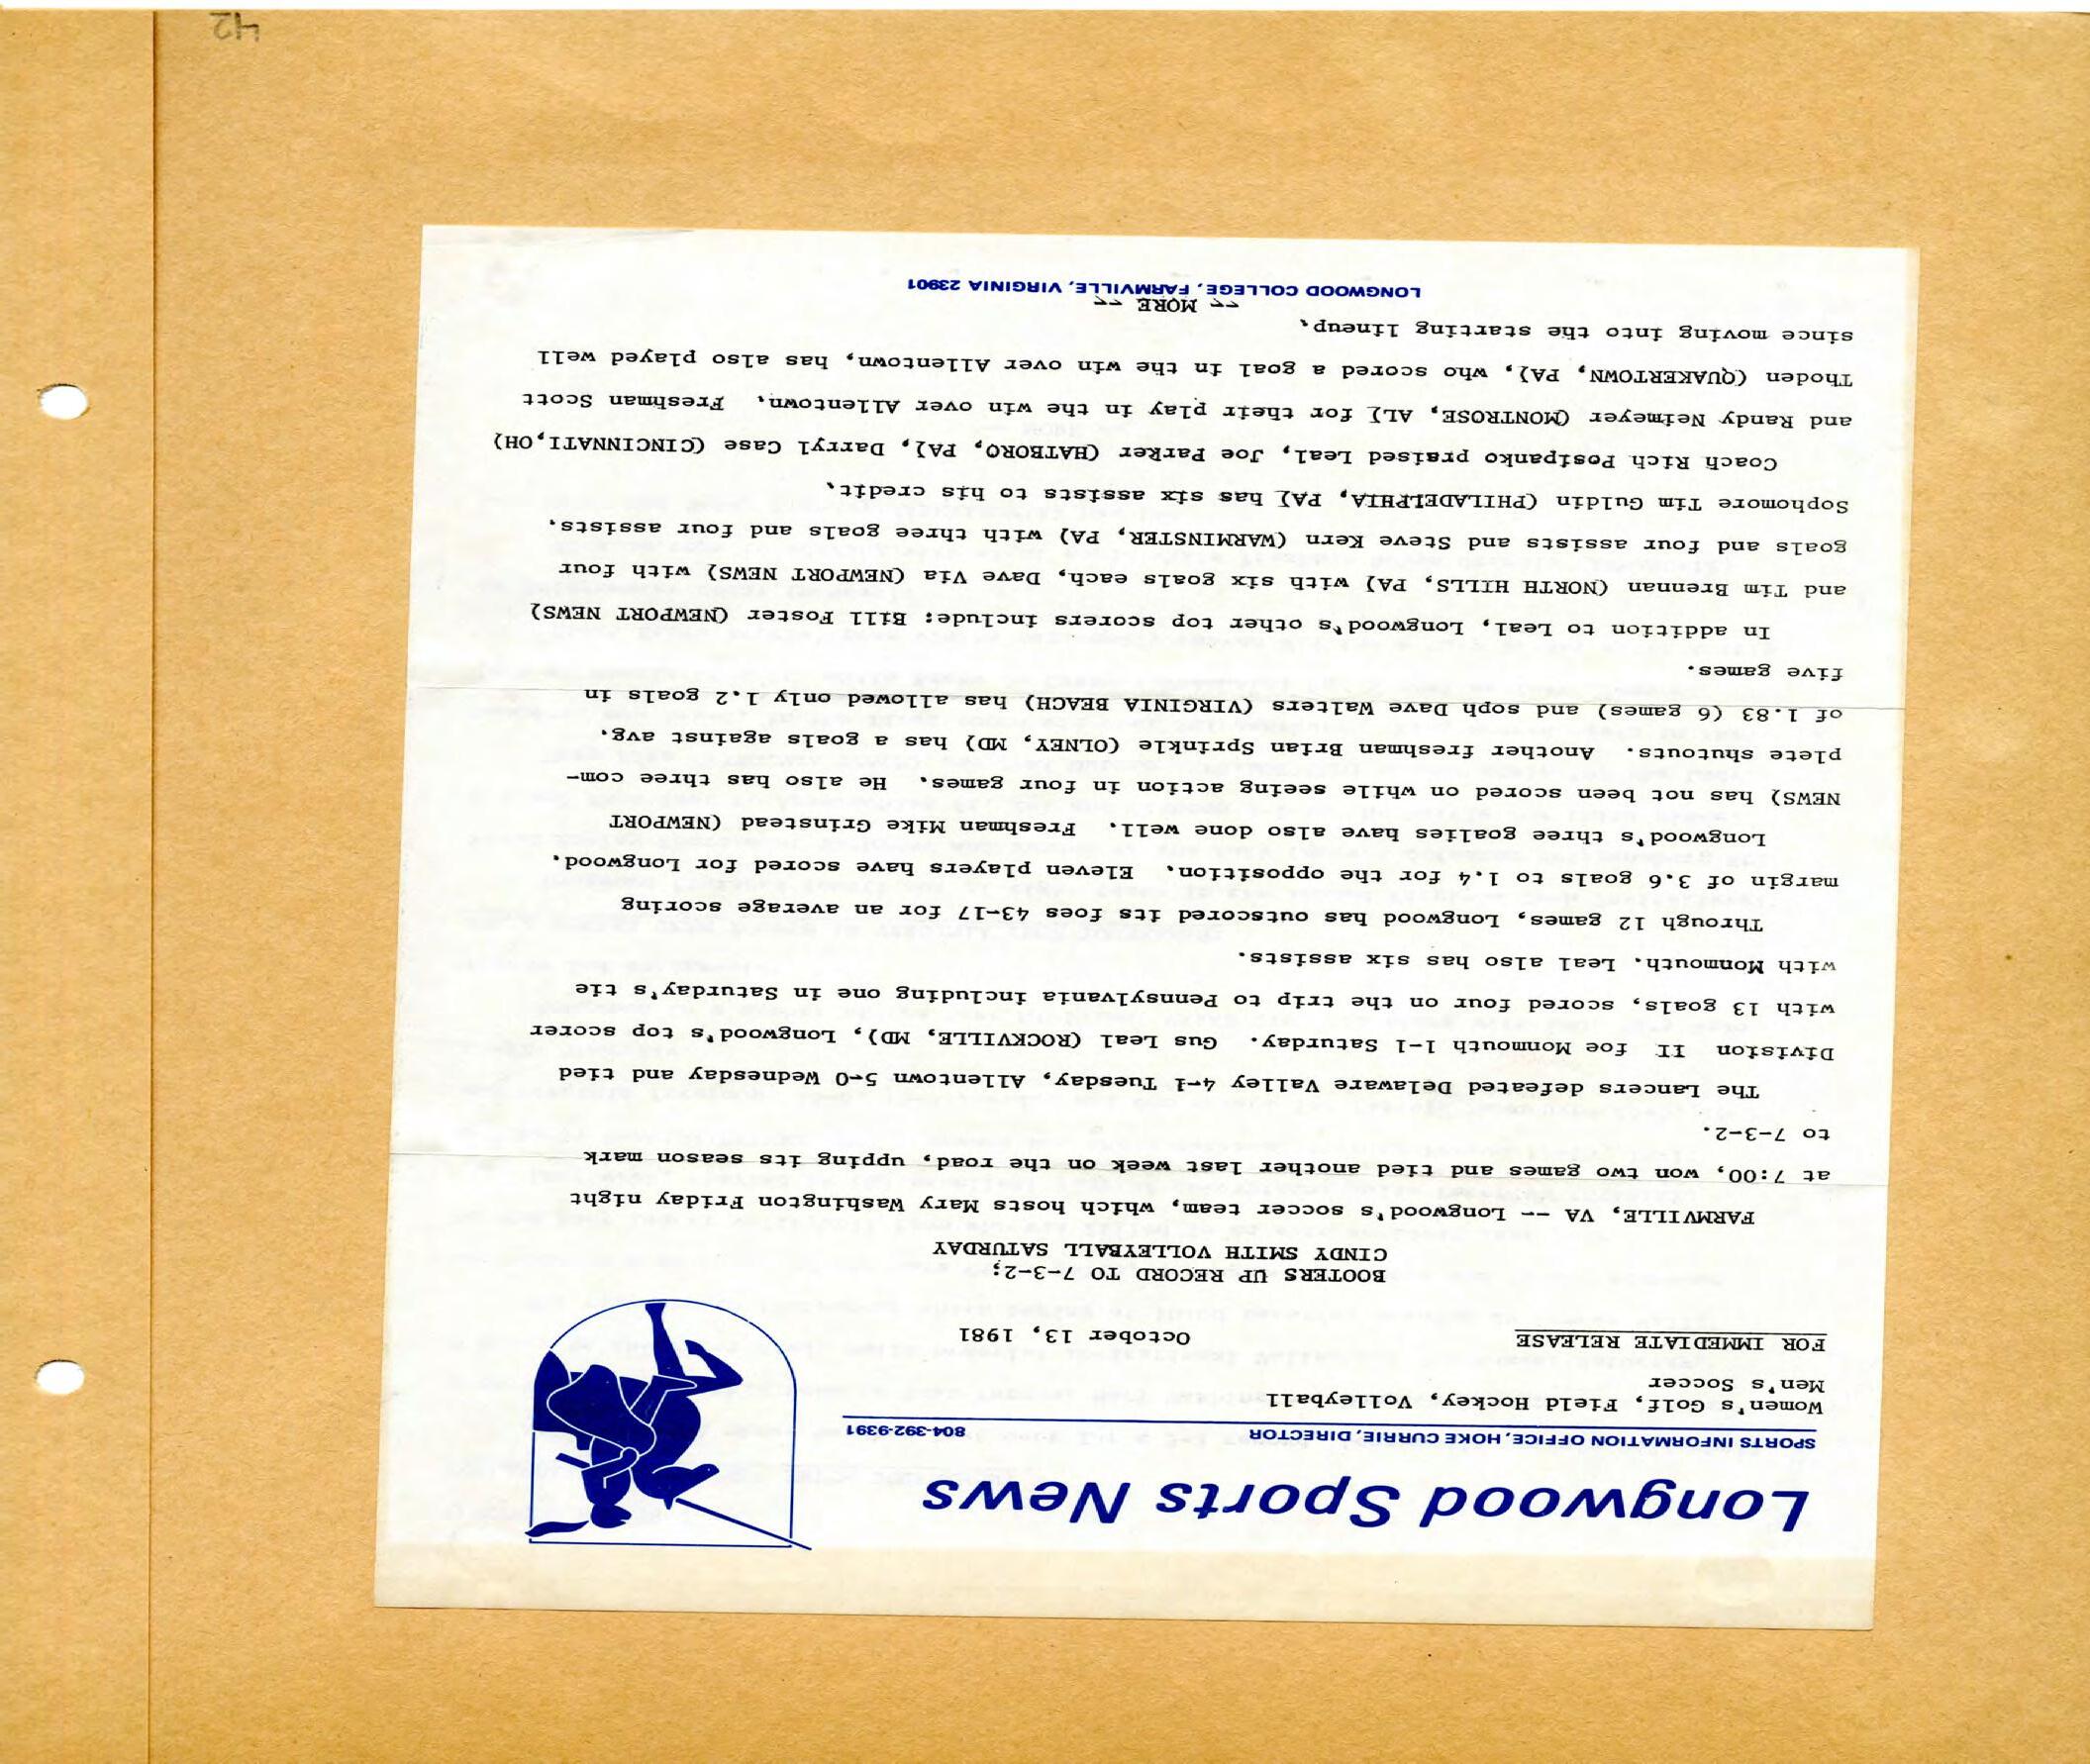 Longwood Sports News
SPORTS INFORMATION OFFICE, HOKE CURRIE, DIRECTOR 804-392-9391
Women's Golf, Field Hockey, Volleyball
Men's Soccer
FOR IMMEDIATE RELEASE October 13, 1981
BOOTERS UP RECORD TO 7-3-2;
CINDY SMITH VOLLEYBALL SATURDAY
FARMVILLE, VA -- Longwood's soccer team, which hosts Mary Washington Friday night
at 7:00, won two games and tied another last week on the road, upping its season mark
to 7-3-2.
The Lancers defeated Delaware Valley 4-1 Tuesday, Allentown 5-0 Wednesday and tied
Division II foe Monmouth 1-1 Saturday. Gus Leal (ROCKVILLE, MD), Longwood's top scorer
with 13 goals, scored four on the trip to Pennsylvania including one in Saturday's tie
with Monmouth. Leal also has six assists.
Through 12 games, Longwood has outscored its foes 43-17 for an average scoring
margin of 3.6 goals to 1.4 for the opposition. Eleven players have scored for Longwood.
Longwood's three goalies have also done well. Freshman Mike Grinstead (NEWPORT
NEWS) has not been scored on while seeing action in four games. He also has three com-
plete shutouts. Another freshman Brian Sprinkle (OLNEY, MD) has a goals against avg.
of 1.83 (6 games) and soph Dave Walters (VIRGINIA BEACH) has allowed only 1.2 goals in
five games.
In addition to Leal, Longwood's other top scorers include: Bill Foster (NEWPORT NEWS)
and Tim Brennan (NORTH HILLS, PA) with six goals each, Dave Via (NEWPORT NEWS) with four
goals and four assists and Steve Kern (WARMINSTER, PA) with three goals and four assists.
Sophomore Tim Guldin (PHILADELPHIA, PA) has six assists to his credit.
Coach Rich Posipanko praised Leal, Joe Parker (HATBORO, PA), Darryl Case (CINCINNATI,OH)
and Randy Neimeyer (MONTROSE, AL) for their play in the win over Allentown. Freshman Scott
Thoden (QUAKERTOWN, PA), who scored a goal in the win over Allentown, has also played well
since moving into the starting lineup.
-- MORE --
LONGWOOD COLLEGE, FARMVILLE, VIRGINIA 23901
42